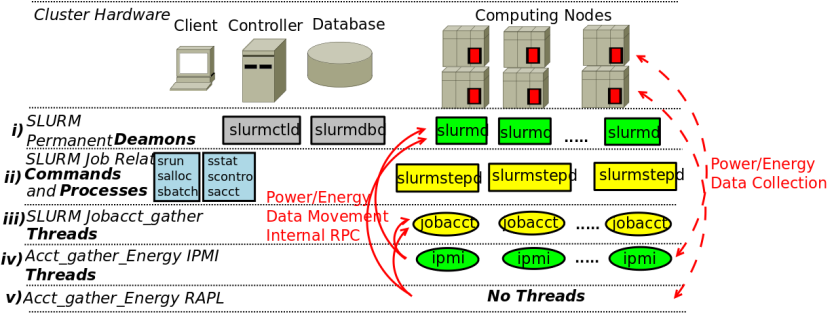 Cluster Hardware
Client
Controller
Database
Computing Nodes
i) SLURM
Permanent Deamons
slurmctld
slurmdbd
slurmd
slurmd
.....
slurmd
SLURM Job Relat
ii) Commands
and Processes
srun
salloc
sbatch
sstat
scontro
sacct
slurmstepd
slurmstepd
slurmstepd
Power/Energy
Data Movement
Internal RPC
Power/Energy
Data Collection
iii) SLURM Jobacct_gather
Threads
jobacct
jobacct
.....
jobacct
iv) Acct_gather_Energy IPMI
Threads
ipmi
ipmi
.....
ipmi
v) Acct_gather_Energy RAPL
No Threads